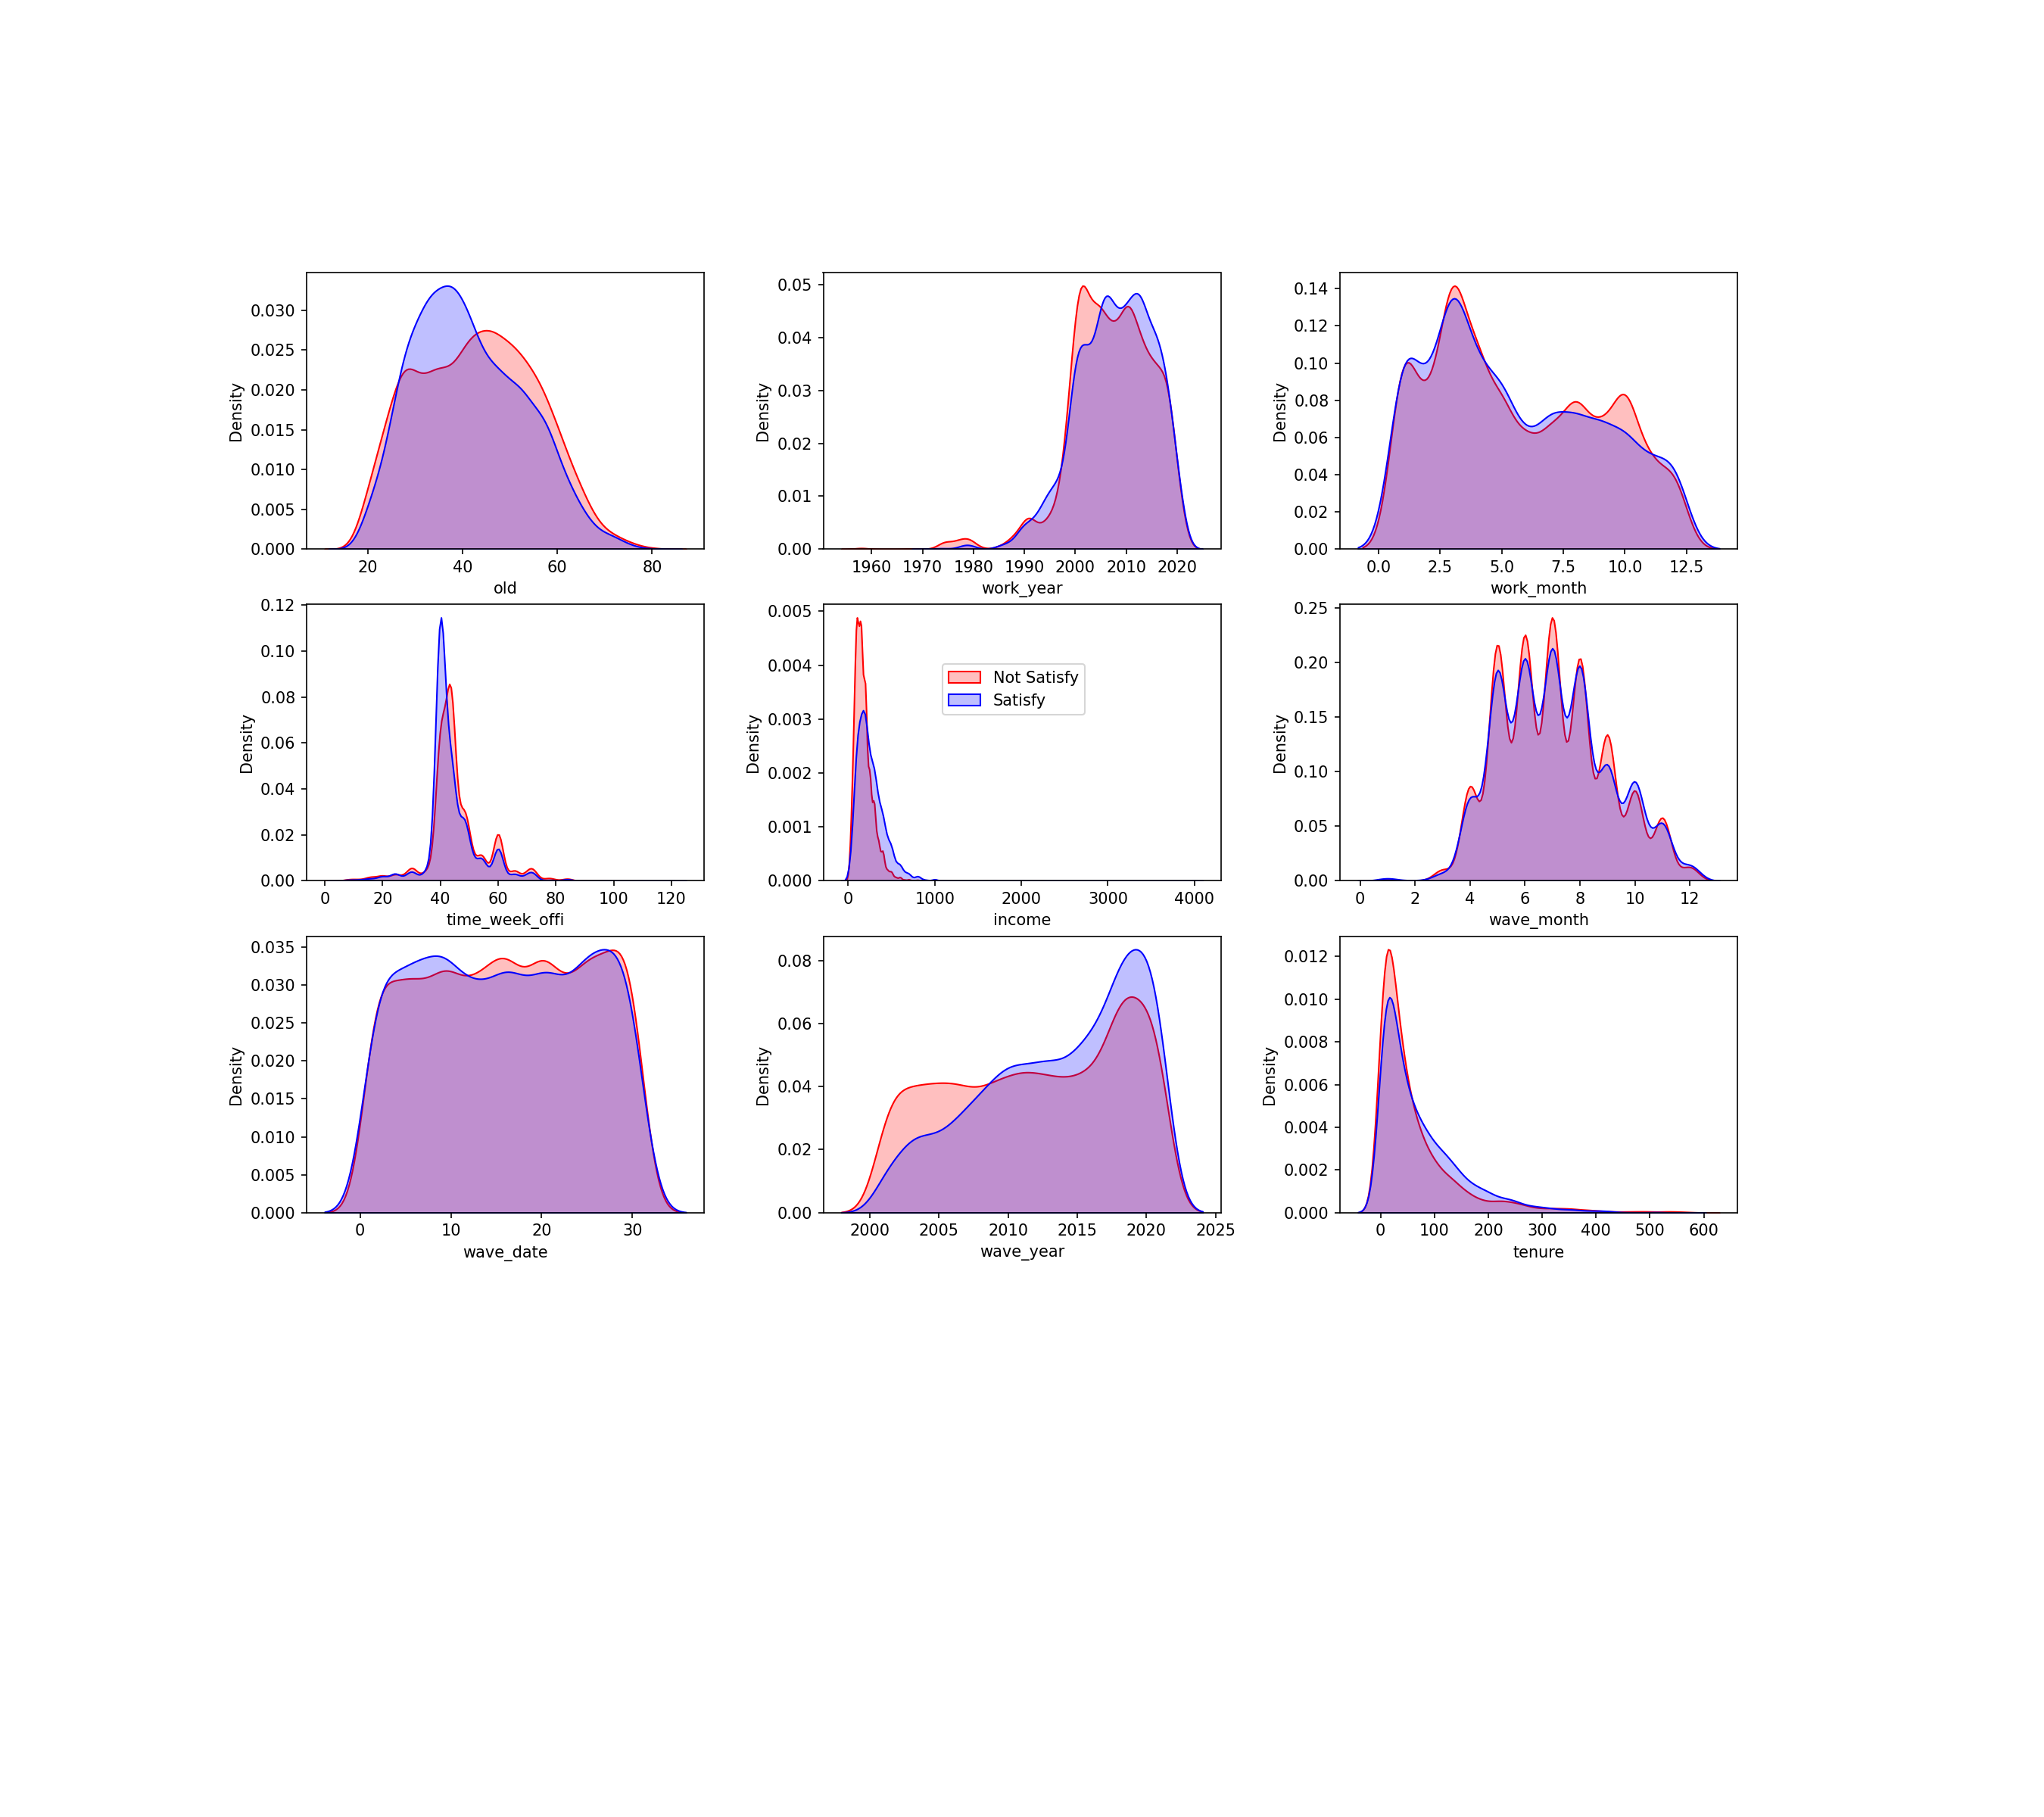 0.030
0.025
0.020
0.015
0.010
0.005
0.000
Density
20 40 60 80
old
0.05
0.04
0.03
0.02
0.01
0.00
Density
1960 1970 1980 1990 2000 2010 2020
work_year
0.14
0.12
0.10
0.08
0.06
0.04
0.02
0.00
Density
0.0 2.5 5.0 7.5 10.0 12.5
work_month
0.12
0.10
0.08
0.06
0.04
0.02
0.00
Density
0 20 40 60 80 100 120
time_week_offi
0.005
0.004
0.003
0.002
0.001
0.000
Density
Not Satisfy
Satisfy
0 1000 2000 3000 4000
income
0.25
0.20
0.15
0.10
0.05
0.00
Density
0 2 4 6 8 10 12
wave_month
0.035
0.030
0.025
0.020
0.015
0.010
0.005
0.000
Density
0 10 20 30
wave_date
0.08
0.06
0.04
0.02
0.00
Density
2000 2005 2010 2015 2020 2025
wave_year
0.012
0.010
0.008
0.006
0.004
0.002
0.000
Density
0 100 200 300 400 500 600
tenure